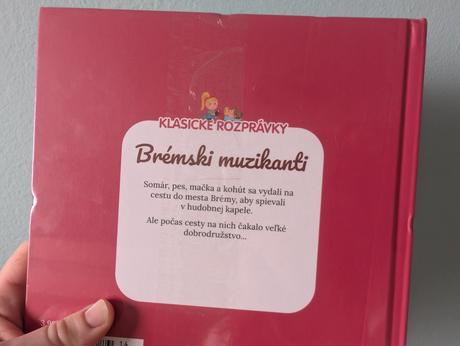 KLASICKÉ ROZPRÁVKY
Brémski muzikanti
Somár, pes, mačka a kohút sa vydali na
cestu do mesta Brémy, aby spievali
v hudobnej kapele.
Ale počas cesty na nich čakalo veľké
dobrodružstvo...